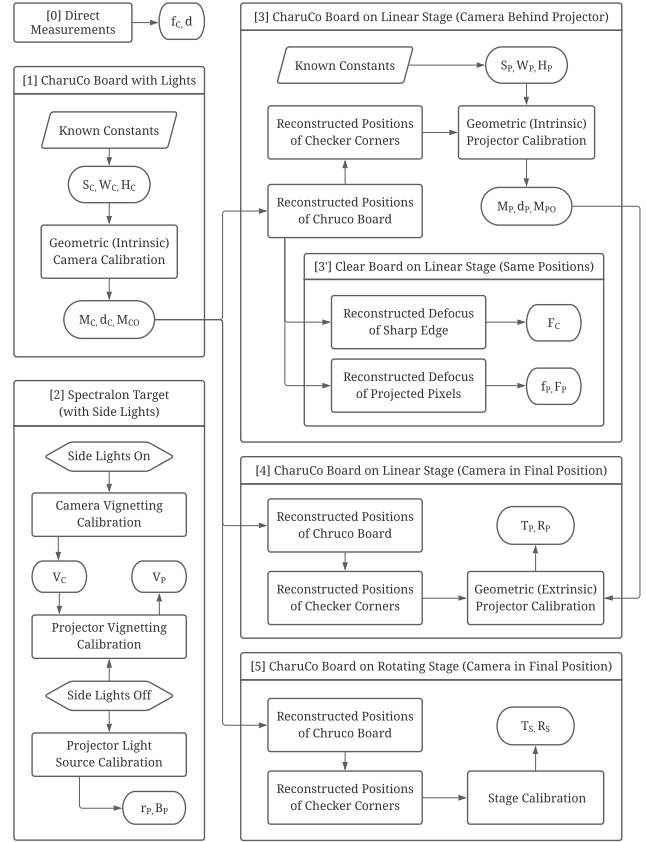 [0] Direct
Measurements
f_C, d
[1] CharuCo Board with Lights
Known Constants
S_C, W_C, H_C
Geometric (Intrinsic)
Camera Calibration
M_C, d_C, M_CO
[2] Spectralon Target
(with Side Lights)
Side Lights On
Camera Vignetting
Calibration
V_C
V_P
Projector Vignetting
Calibration
Side Lights Off
Projector Light
Source Calibration
r_P, B_P
[3] CharuCo Board on Linear Stage (Camera Behind Projector)
Known Constants
S_P, W_P, H_P
Reconstructed Positions
of Checker Corners
Geometric (Intrinsic)
Projector Calibration
Reconstructed Positions
of Chruco Board
M_P, d_P, M_PO
[3'] Clear Board on Linear Stage (Same Positions)
Reconstructed Defocus
of Sharp Edge
F_C
Reconstructed Defocus
of Projected Pixels
f_P, F_P
[4] CharuCo Board on Linear Stage (Camera in Final Position)
Reconstructed Positions
of Chruco Board
T_P, R_P
Reconstructed Positions
of Checker Corners
Geometric (Extrinsic)
Projector Calibration
[5] CharuCo Board on Rotating Stage (Camera in Final Position)
Reconstructed Positions
of Chruco Board
T_S, R_S
Reconstructed Positions
of Checker Corners
Stage Calibration